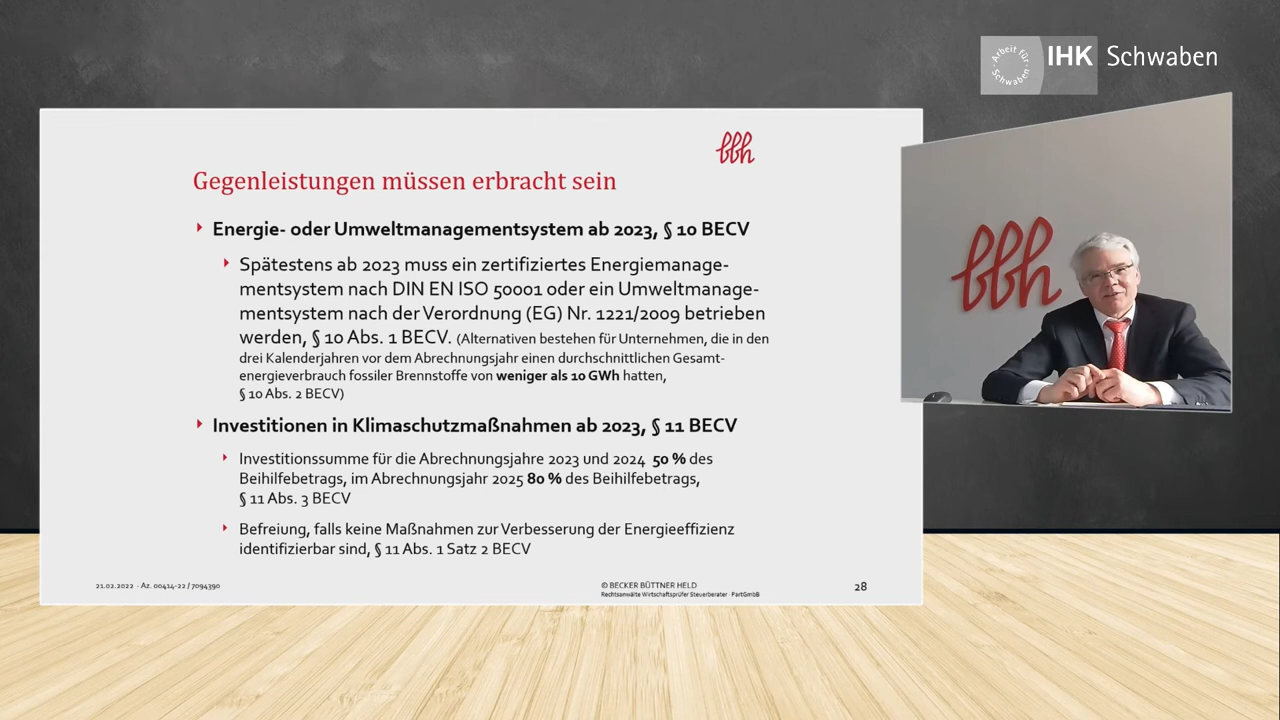 Arbeit für
Schwaben
IHK Schwaben
bbh
Gegenleistungen müssen erbracht sein
Energie- oder Umweltmanagementsystem ab 2023, § 10 BECV
Spätestens ab 2023 muss ein zertifiziertes Energiemanage-
mentsystem nach DIN EN ISO 50001 oder ein Umweltmanage-
mentsystem nach der Verordnung (EG) Nr. 1221/2009 betrieben
werden, § 10 Abs. 1 BECV. (Alternativen bestehen für Unternehmen, die in den
drei Kalenderjahren vor dem Abrechnungsjahr einen durchschnittlichen Gesamt-
energieverbrauch fossiler Brennstoffe von weniger als 10 GWh hatten,
§ 10 Abs. 2 BECV)
Investitionen in Klimaschutzmaßnahmen ab 2023, § 11 BECV
Investitionssumme für die Abrechnungsjahre 2023 und 2024 50 % des
Beihilfebetrags, im Abrechnungsjahr 2025 80 % des Beihilfebetrags,
§ 11 Abs. 3 BECV
Befreiung, falls keine Maßnahmen zur Verbesserung der Energieeffizienz
identifizierbar sind, § 11 Abs. 1 Satz 2 BECV
21.02.2022 · Az. 00414-22 / 7094390
© BECKER BÜTTNER HELD
Rechtsanwälte Wirtschaftsprüfer Steuerberater · PartGmbB
28
bbh